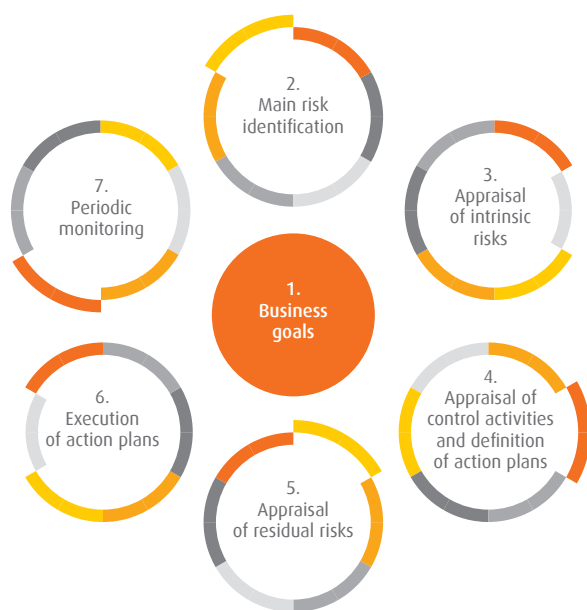 1.
Business
goals
2.
Main risk
identification
3.
Appraisal
of intrinsic
risks
4.
Appraisal of
control activities
and definition
of action plans
5.
Appraisal
of residual risks
6.
Execution
of action plans
7.
Periodic
monitoring